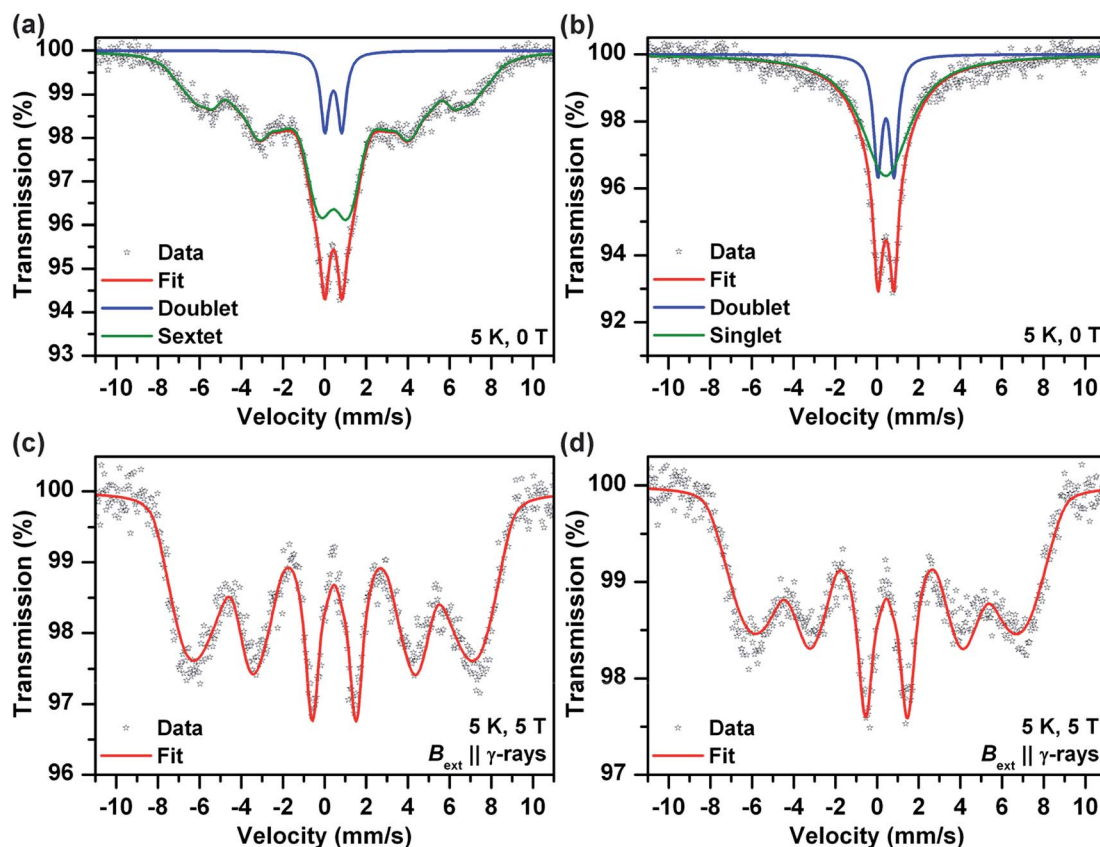 (a)
100
99
98
97
96
95
94
93
Transmission (%)
Data
Fit
Doublet
Sextet
5 K, 0 T
-10 -8 -6 -4 -2 0 2 4 6 8 10
Velocity (mm/s)
(b)
100
98
96
94
92
Transmission (%)
Data
Fit
Doublet
Singlet
5 K, 0 T
-10 -8 -6 -4 -2 0 2 4 6 8 10
Velocity (mm/s)
(c)
100
99
98
97
96
Transmission (%)
Data
Fit
5 K, 5 T
Bext || γ-rays
-10 -8 -6 -4 -2 0 2 4 6 8 10
Velocity (mm/s)
(d)
100
99
98
97
Transmission (%)
Data
Fit
5 K, 5 T
Bext || γ-rays
-10 -8 -6 -4 -2 0 2 4 6 8 10
Velocity (mm/s)